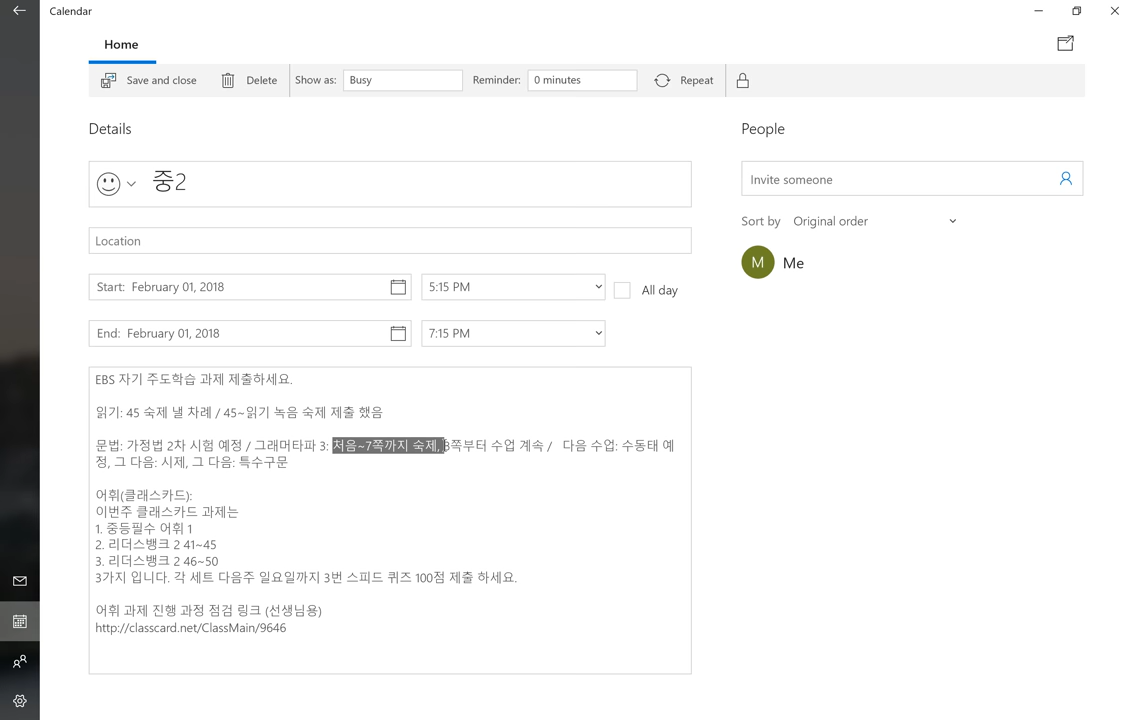 Calendar
Home
Save and close
Delete
Show as:
Busy
Reminder:
0 minutes
Repeat
Details
People
중2
Invite someone
Location
Sort by Original order
Start: February 01, 2018
5:15 PM
All day
M
Me
End: February 01, 2018
7:15 PM
EBS 자기 주도학습 과제 제출하세요.
읽기: 45 숙제 낼 차례 / 45~읽기 녹음 숙제 제출 했음
문법: 가정법 2차 시험 예정 / 그래머타파 3: 처음~7쪽까지 숙제, 8쪽부터 수업 계속 / 다음 수업: 수동태 예
정, 그 다음: 시제, 그 다음: 특수구문
어휘(클래스카드):
이번주 클래스카드 과제는
1. 중등필수 어휘 1
2. 리더스뱅크 2 41~45
3. 리더스뱅크 2 46~50
3가지 입니다. 각 세트 다음주 일요일까지 3번 스피드 퀴즈 100점 제출 하세요.
어휘 과제 진행 과정 점검 링크 (선생님용)
http://classcard.net/ClassMain/9646